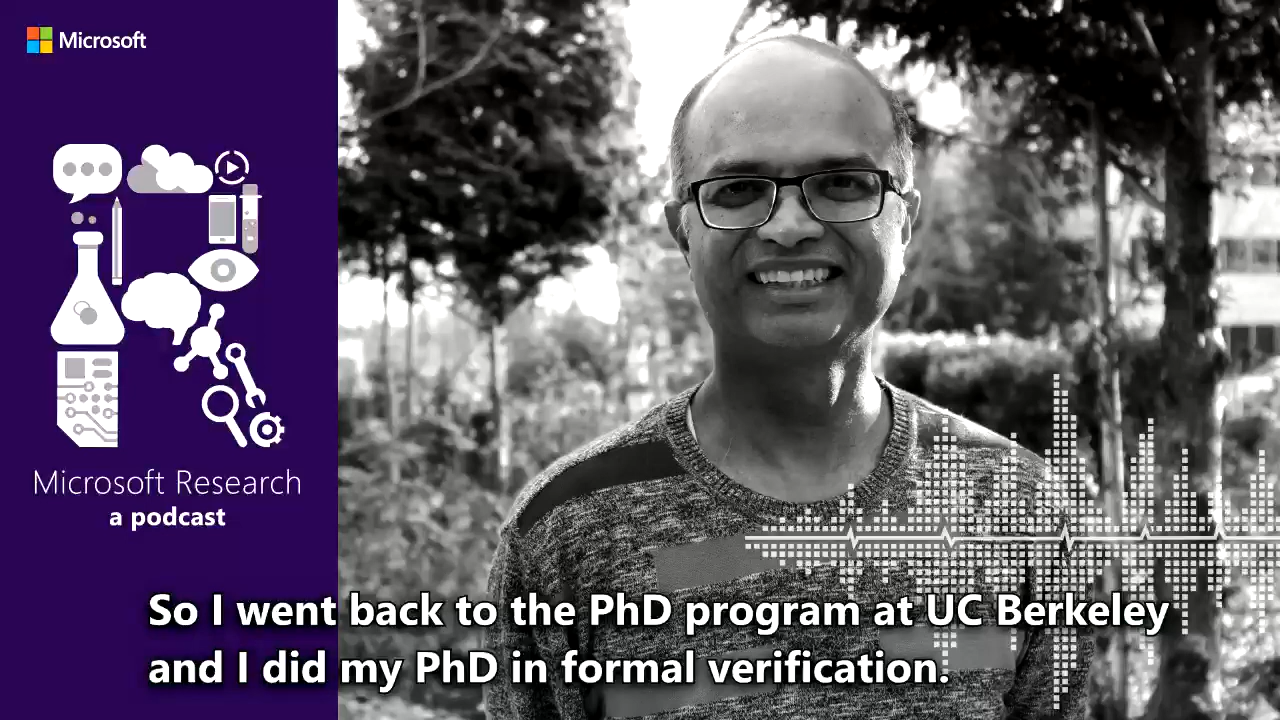 Microsoft
Microsoft Research
a podcast
So I went back to the PhD program at UC Berkeley
and I did my PhD in formal verification.